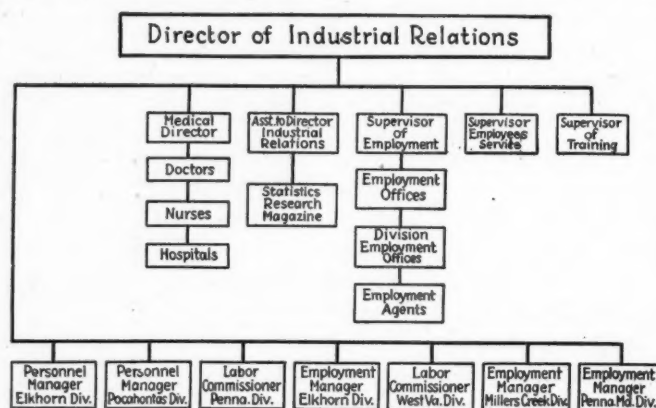 Director of Industrial Relations
Medical
Director
Doctors
Nurses
Hospitals
Asst. to Director
Industrial
Relations
Statistics
Research
Magazine
Supervisor
of
Employment
Employment
Offices
Division
Employment
Offices
Employment
Agents
Supervisor
Employees
Service
Supervisor
of
Training
Personnel
Manager
Elkhorn Div.
Personnel
Manager
Pocahontas Div.
Labor
Commissioner
Penna. Div.
Employment
Manager
Elkhorn Div.
Labor
Commissioner
West Va. Div.
Employment
Manager
Millers Creek Div.
Employment
Manager
Penna. Md. Div.